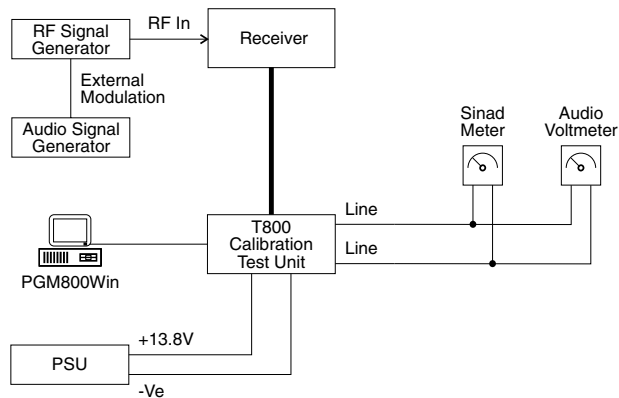 RF Signal
Generator
RF In
Receiver
External
Modulation
Audio Signal
Generator
Sinad
Meter
Audio
Voltmeter
T800
Calibration
Test Unit
Line
Line
PGM800Win
PSU
+13.8V
-Ve